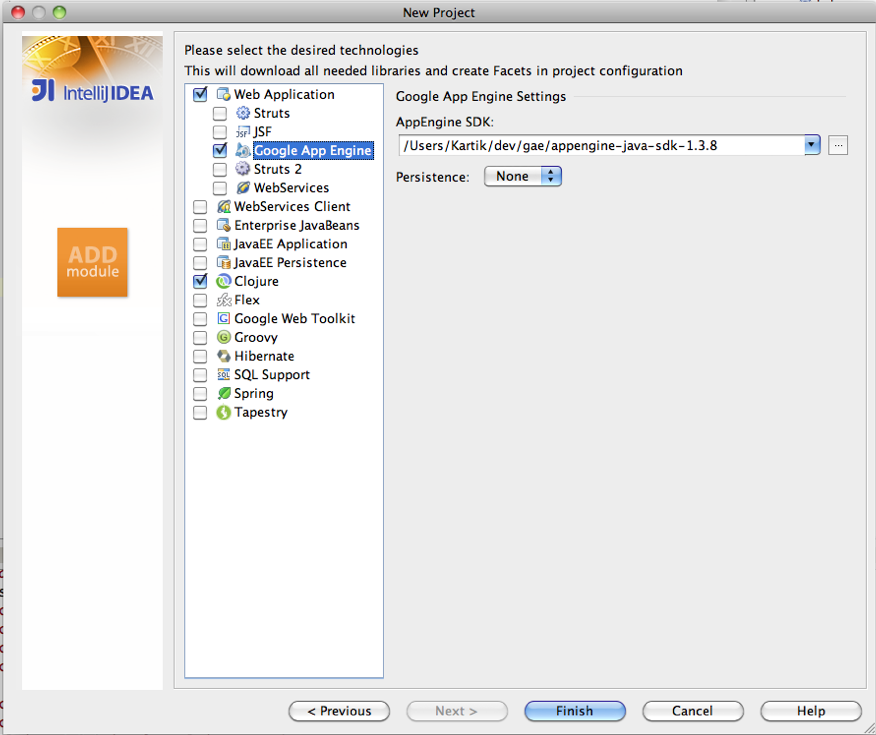 New Project
IntelliJ IDEA
ADD
module
Please select the desired technologies
This will download all needed libraries and create Facets in project configuration
Web Application
Struts
JSF
Google App Engine
Struts 2
WebServices
WebServices Client
Enterprise JavaBeans
JavaEE Application
JavaEE Persistence
Clojure
Flex
Google Web Toolkit
Groovy
Hibernate
SQL Support
Spring
Tapestry
Google App Engine Settings
AppEngine SDK:
/Users/Kartik/dev/gae/appengine-java-sdk-1.3.8
...
Persistence: None
< Previous Next > Finish Cancel Help